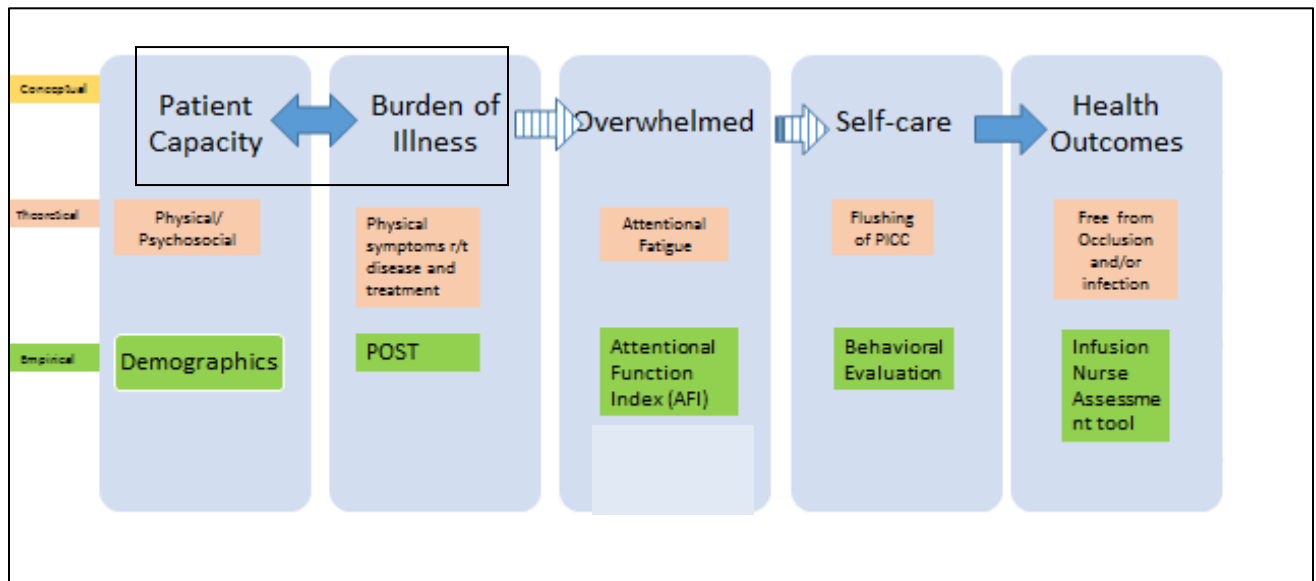 Conceptual
Patient
Capacity
Burden of
Illness
Overwhelmed
Self-care
Health
Outcomes
Theoretical
Physical/
Psychosocial
Physical
symptoms r/t
disease and
treatment
Attentional
Fatigue
Flushing
of PICC
Free from
Occlusion
and/or
infection
Empirical
Demographics
POST
Attentional
Function
Index (AFI)
Behavioral
Evaluation
Infusion
Nurse
Assessme
nt tool